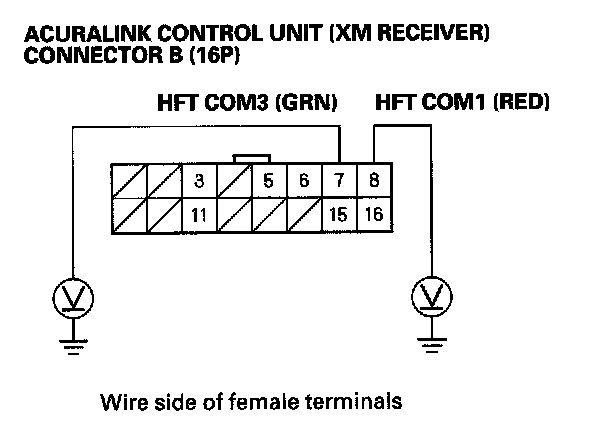 ACURALINK CONTROL UNIT (XM RECEIVER)
CONNECTOR B (16P)
HFT COM3 (GRN) HFT COM1 (RED)
3 5 6 7 8
11 15 16
V V
Wire side of female terminals